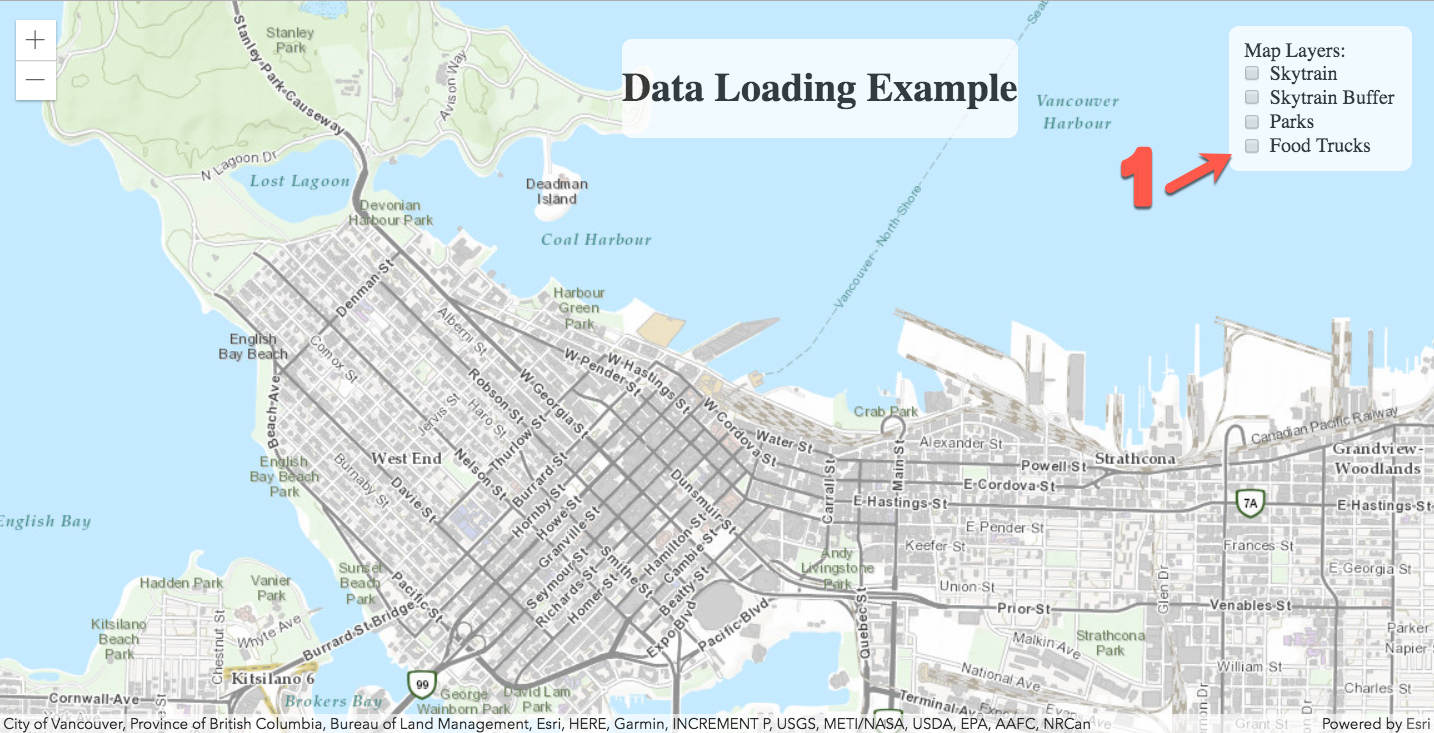 +
−
Stanley
Park
Stanley-Park-Causeway
Avison Way
Data Loading Example
Vancouver
Harbour
Map Layers:
Skytrain
Skytrain Buffer
Parks
Food Trucks
1
N Lagoon Dr
Lost Lagoon
Deadman
Island
Devonian
Harbour Park
Coal Harbour
Vancouver - North-Shore
Denman St
Harbour
Green
Park
English
Bay Beach
Comox St
Alberni St
W-Pender-St
W-Hastings-St
Robson-St
W-Georgia-St
Haro St
Jervis St
Thurlow-St
W-Cordova-St
Beach-Ave
Crab Park
Water-St
Alexander St
Canadian Pacific Railway
Powell-St
Strathcona
Grandview-
Woodlands
West End
Nelson-St
Burrard-St
Dunsmuir-St
Carrall-St
Main-St
E-Cordova-St
E-Hastings-St
7A
E-Hastings-St
English
Bay Beach
Park
Burnaby St
Davie-St
Hornby-St
Howe-St
Granville-St
English Bay
E Pender St
Keefer St
Frances-St
Seymour-St
Smithe-St
Hamilton-St
Cambie-St
Andy
Livingstone
Park
E-Georgia-St
Hadden Park
Vanier
Park
Sunset
Beach
Park
Pacific-St
Richards-St
Homer-St
Beatty-St
Union-St
Glen Dr
Prior-St
Venables-St
Kitsilano
Beach
Park
Chestnut St
Whyte Ave
Burrard-St-Bridge
Expo-Blvd
Pacific-Blvd
Quebec-St
Malkin Ave
Strathcona
Park
Parker
Napier
William St
National-Ave
Kitsilano 6
Cornwall-Ave
Brokers Bay
99
George
Wainborn Park
David Lam
Park
Terminal-Av
Charles St
Grant St
City of Vancouver, Province of British Columbia, Bureau of Land Management, Esri, HERE, Garmin, INCREMENT P, USGS, METI/NASA, USDA, EPA, AAFC, NRCan
Powered by Esri